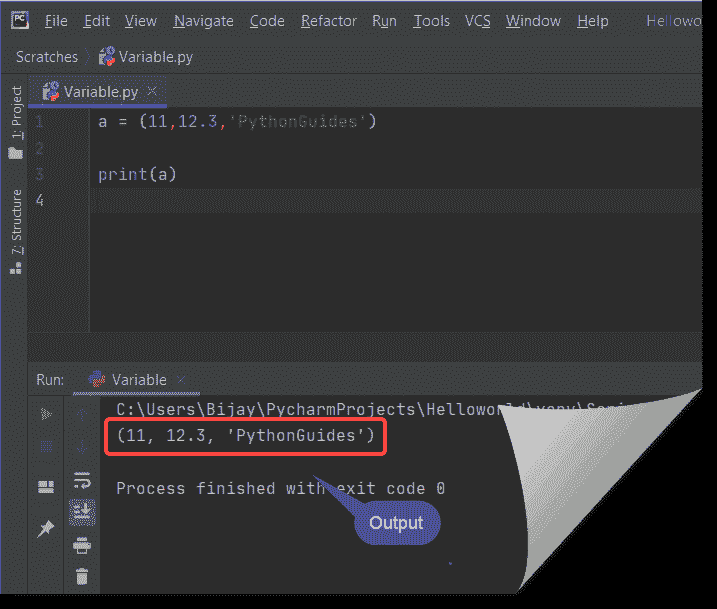 PC File Edit View Navigate Code Refactor Run Tools VCS Window Help Hellowo
Scratches Variable.py
Variable.py
1: Project
7: Structure
1 a = (11,12.3,'PythonGuides')
2
3 print(a)
4
Run: Variable
C:\Users\Bijay\PycharmProjects\Helloworld\venv\Scri
(11, 12.3, 'PythonGuides')
Process finished with exit code 0
Output